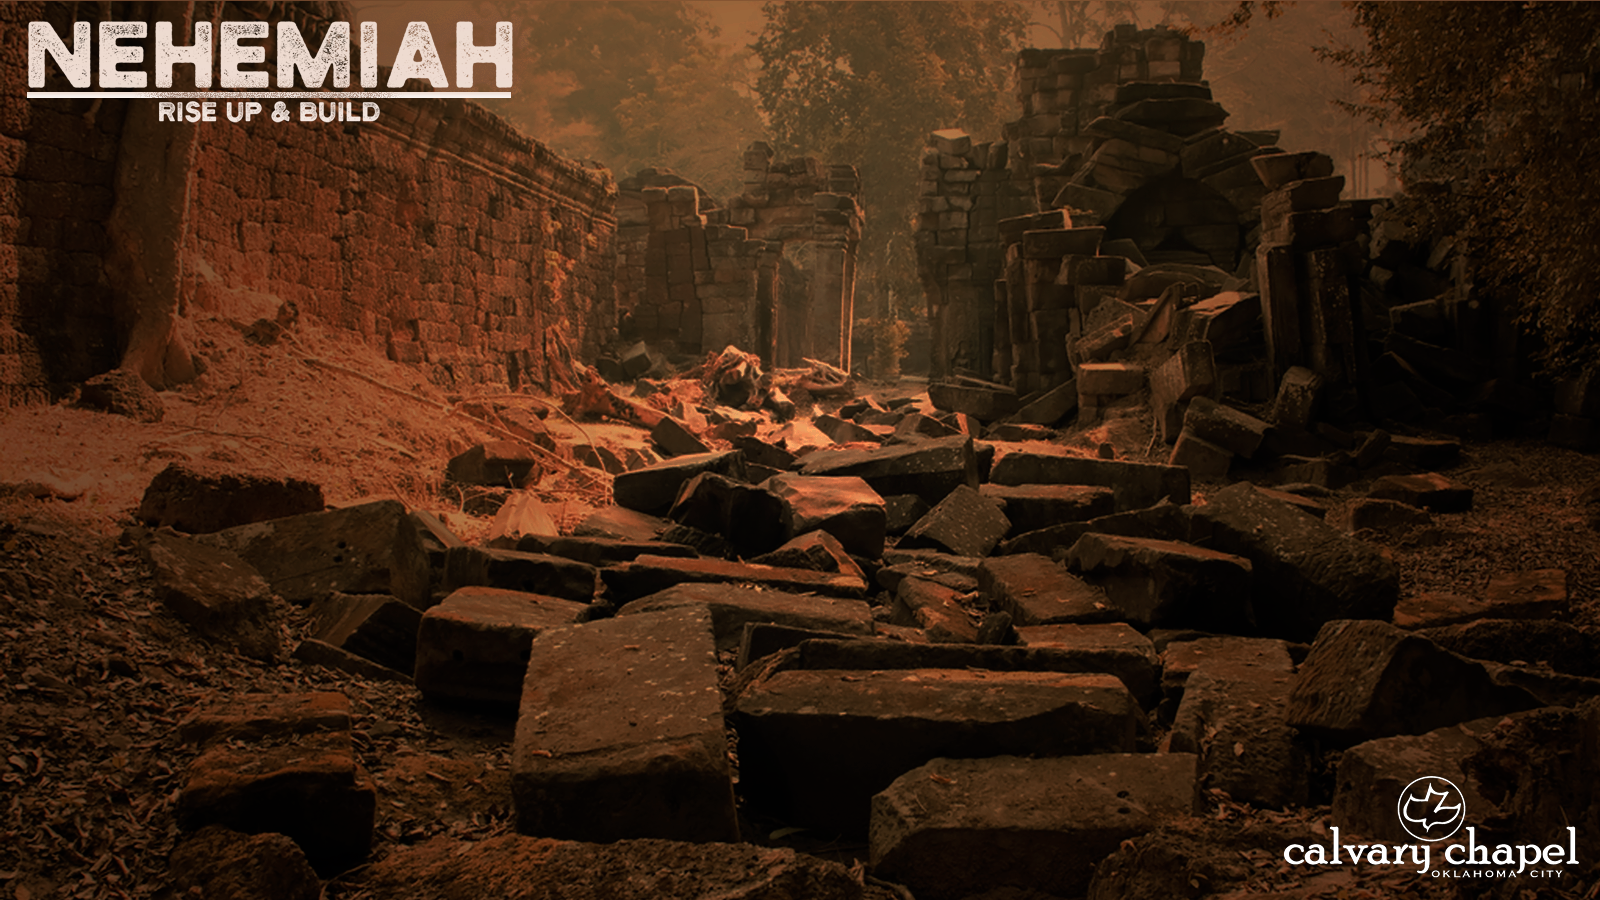 NEHEMIAH
RISE UP & BUILD
calvary chapel
OKLAHOMA CITY